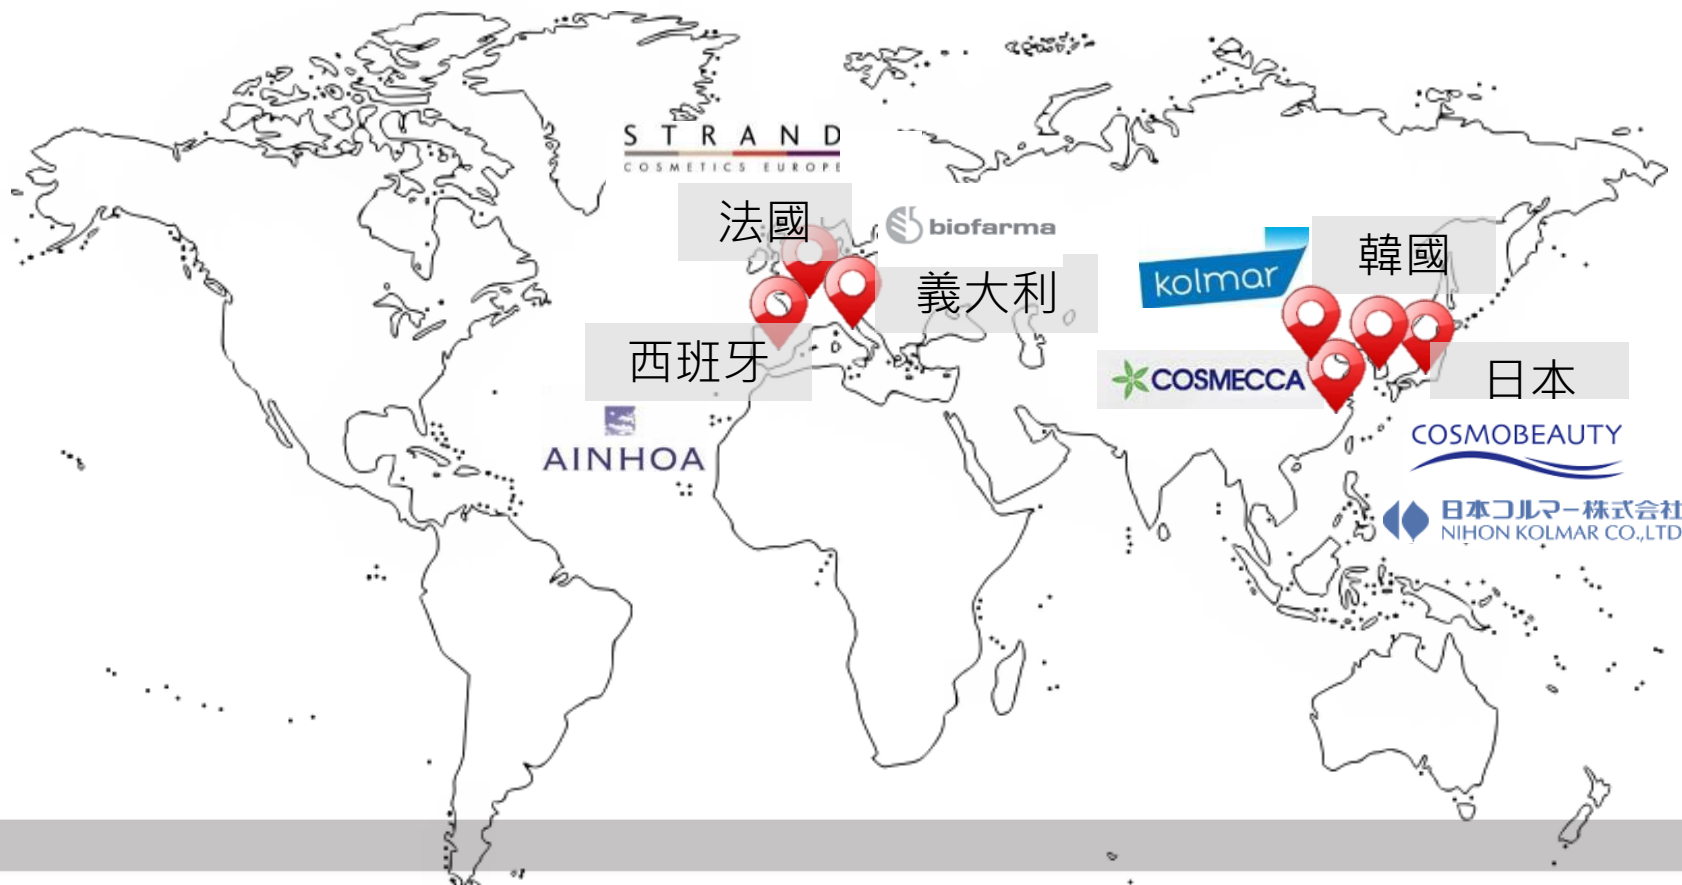 STRAND
COSMETICS EUROPE
法國
biofarma
義大利
西班牙
AINHOA
kolmar
韓國
COSMECCA
日本
COSMOBEAUTY
日本コルマー株式会社
NIHON KOLMAR CO.,LTD